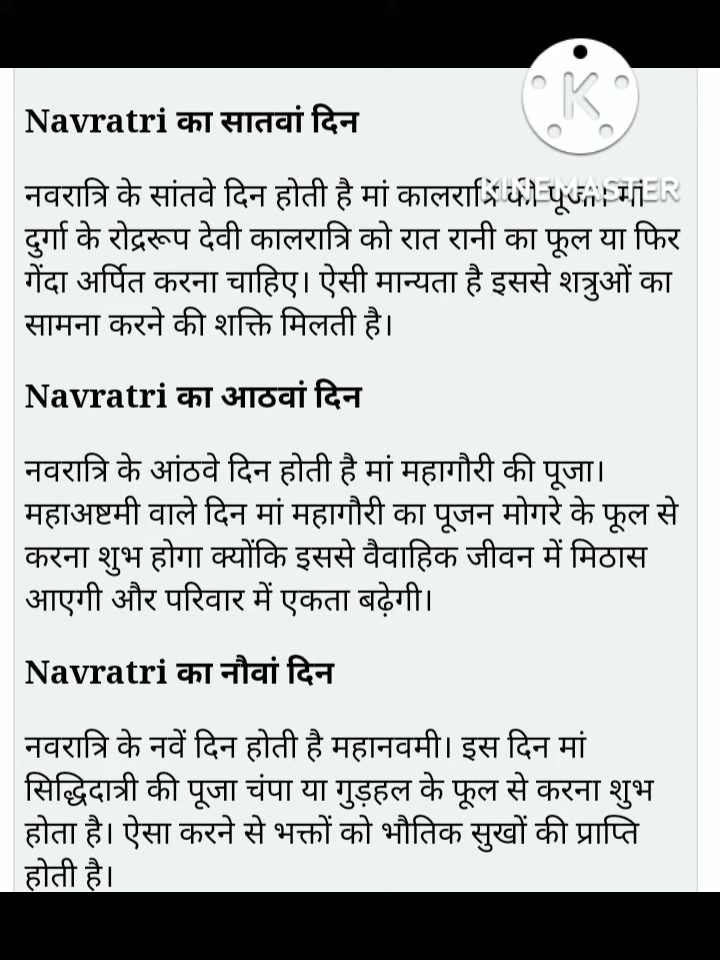 Navratri का सातवां दिन
नवरात्रि के सांतवे दिन होती है मां कालरात्रि की पूजा। मां
दुर्गा के रोद्ररूप देवी कालरात्रि को रात रानी का फूल या फिर
गेंदा अर्पित करना चाहिए। ऐसी मान्यता है इससे शत्रुओं का
सामना करने की शक्ति मिलती है।
Navratri का आठवां दिन
नवरात्रि के आंठवे दिन होती है मां महागौरी की पूजा।
महाअष्टमी वाले दिन मां महागौरी का पूजन मोगरे के फूल से
करना शुभ होगा क्योंकि इससे वैवाहिक जीवन में मिठास
आएगी और परिवार में एकता बढ़ेगी।
Navratri का नौवां दिन
नवरात्रि के नवें दिन होती है महानवमी। इस दिन मां
सिद्धिदात्री की पूजा चंपा या गुड़हल के फूल से करना शुभ
होता है। ऐसा करने से भक्तों को भौतिक सुखों की प्राप्ति
होती है।
K
KINEMASTER